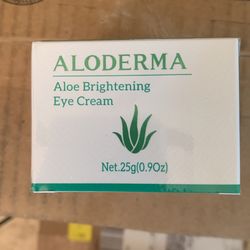 ALODERMA
Aloe Brightening
Eye Cream
Net.25g(0.9Oz)